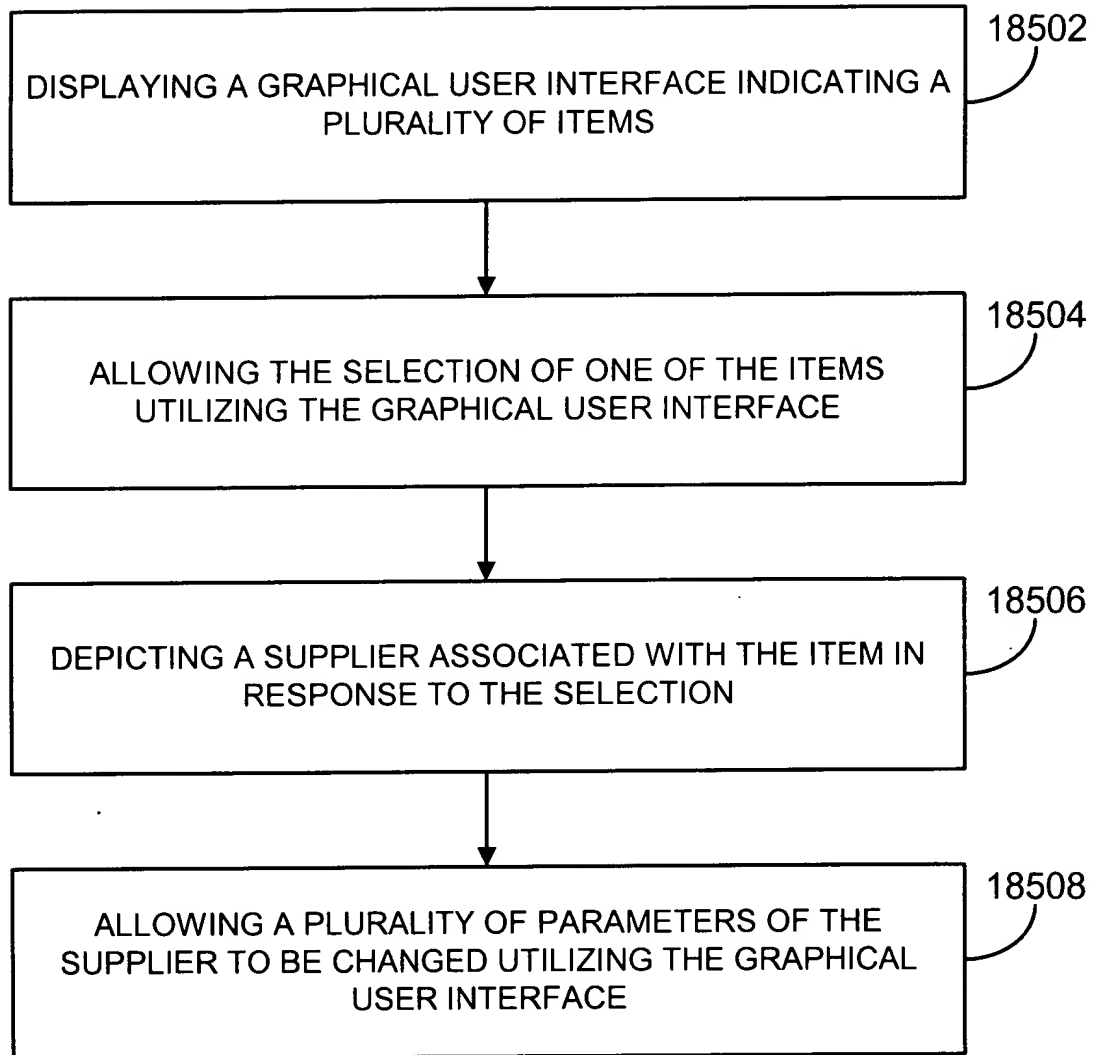 18502
DISPLAYING A GRAPHICAL USER INTERFACE INDICATING A
PLURALITY OF ITEMS
18504
ALLOWING THE SELECTION OF ONE OF THE ITEMS
UTILIZING THE GRAPHICAL USER INTERFACE
18506
DEPICTING A SUPPLIER ASSOCIATED WITH THE ITEM IN
RESPONSE TO THE SELECTION
18508
ALLOWING A PLURALITY OF PARAMETERS OF THE
SUPPLIER TO BE CHANGED UTILIZING THE GRAPHICAL
USER INTERFACE